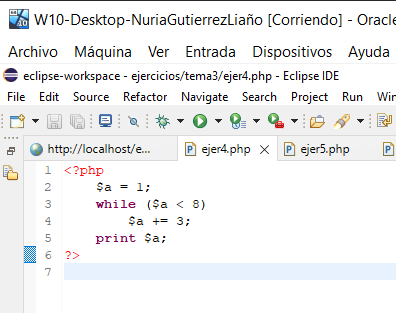 W10-Desktop-NuriaGutierrezLiaño [Corriendo] - Oracle
Archivo Máquina Ver Entrada Dispositivos Ayuda
eclipse-workspace - ejercicios/tema3/ejer4.php - Eclipse IDE
File Edit Source Refactor Navigate Search Project Run Win
http://localhost/e... ejer4.php ejer5.php
1 <?php
2 $a = 1;
3 while ($a < 8)
4 $a += 3;
5 print $a;
6 ?>
7